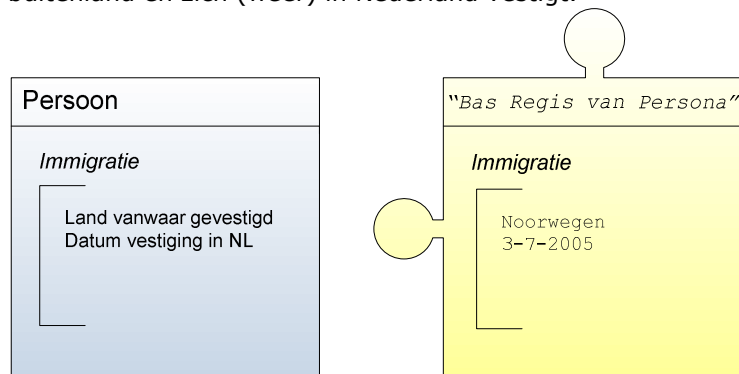 buitenland en zich (weer) in Nederland vestigt.
Persoon
Immigratie
Land vanwaar gevestigd
Datum vestiging in NL
"Bas Regis van Persona"
Immigratie
Noorwegen
3-7-2005